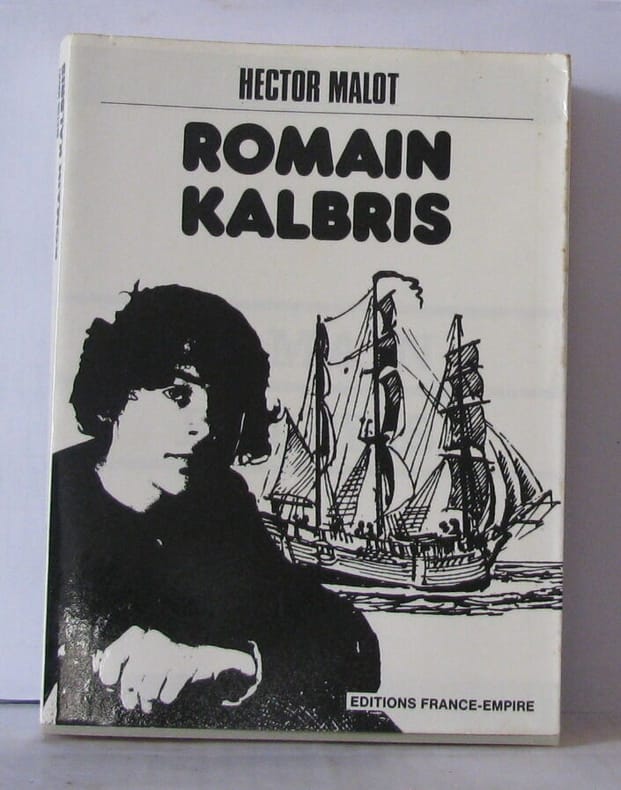 HECTOR MALOT
ROMAIN
KALBRIS
EDITIONS FRANCE-EMPIRE